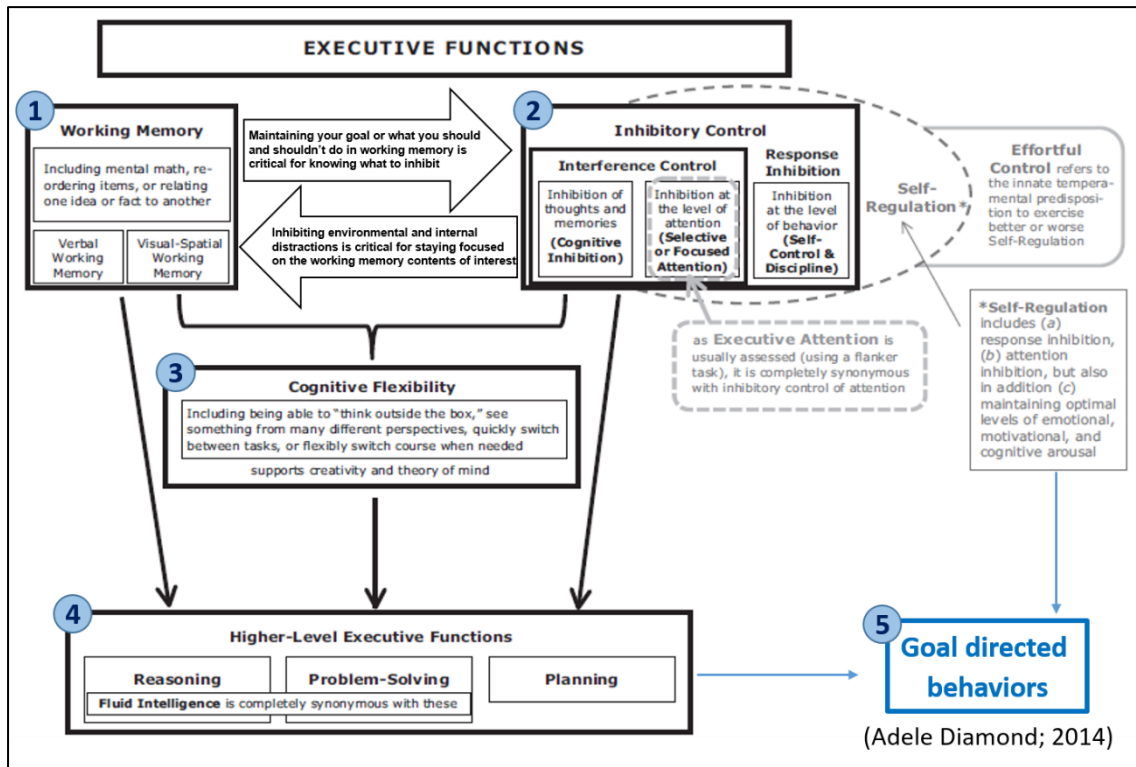 EXECUTIVE FUNCTIONS
1
Working Memory
Including mental math, re-
ordering items, or relating
one idea or fact to another
Verbal
Working
Memory
Visual-Spatial
Working
Memory
Maintaining your goal or what you should
and shouldn't do in working memory is
critical for knowing what to inhibit
Inhibiting environmental and internal
distractions is critical for staying focused
on the working memory contents of interest
2
Inhibitory Control
Interference Control
Inhibition of
thoughts and
memories
(Cognitive
Inhibition)
Inhibition at
the level of
attention
(Selective
or Focused
Attention)
Response
Inhibition
Inhibition
at the level
of behavior
(Self-
Control &
Discipline)
Self-
Regulation*
Effortful
Control refers to
the innate tempera-
mental predisposi-
tion to exercise
better or worse
Self-Regulation
as Executive Attention is
usually assessed (using a flanker
task), it is completely synonymous
with inhibitory control of attention
*Self-Regulation
includes (a)
response inhibition,
(b) attention
inhibition, but also
in addition (c)
maintaining optimal
levels of emotional,
motivational, and
cognitive arousal
3
Cognitive Flexibility
Including being able to "think outside the box," see
something from many different perspectives, quickly switch
between tasks, or flexibly switch course when needed
supports creativity and theory of mind
4
Higher-Level Executive Functions
Reasoning
Problem-Solving
Planning
Fluid Intelligence is completely synonymous with these
5
Goal directed
behaviors
(Adele Diamond; 2014)